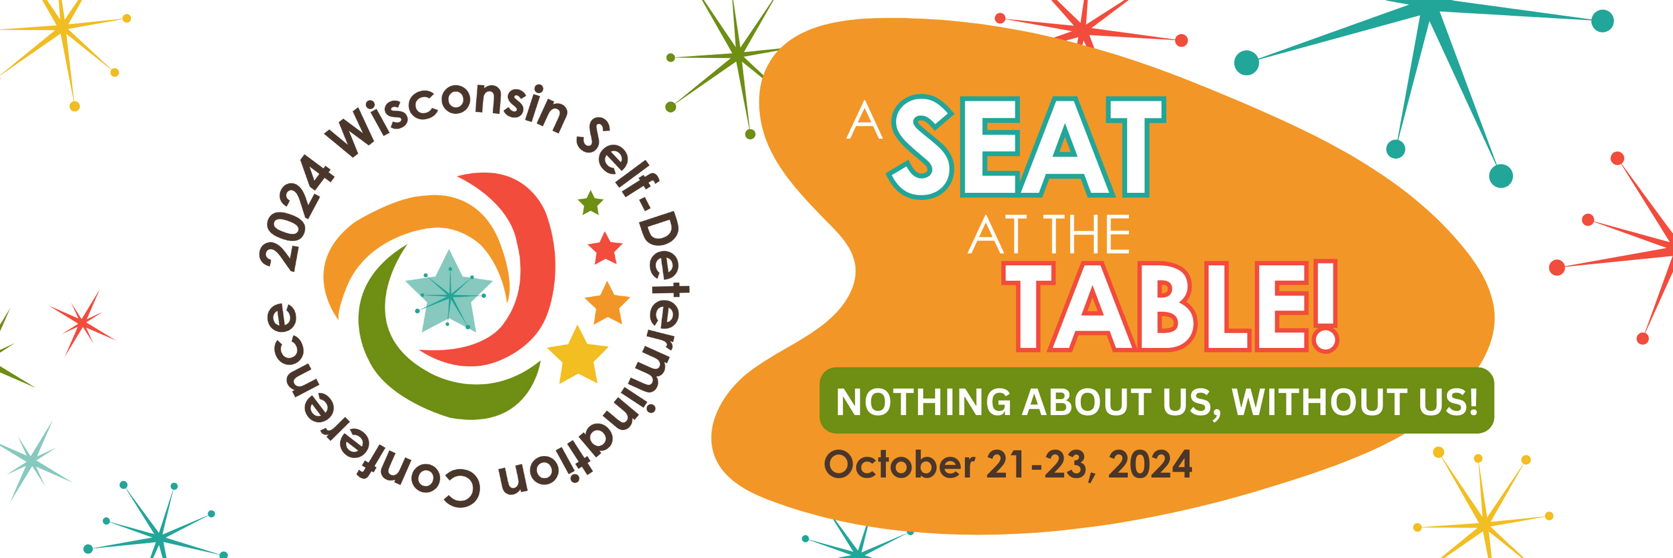 2024 Wisconsin Self-Determination Conference
A SEAT
AT THE
TABLE!
NOTHING ABOUT US, WITHOUT US!
October 21-23, 2024